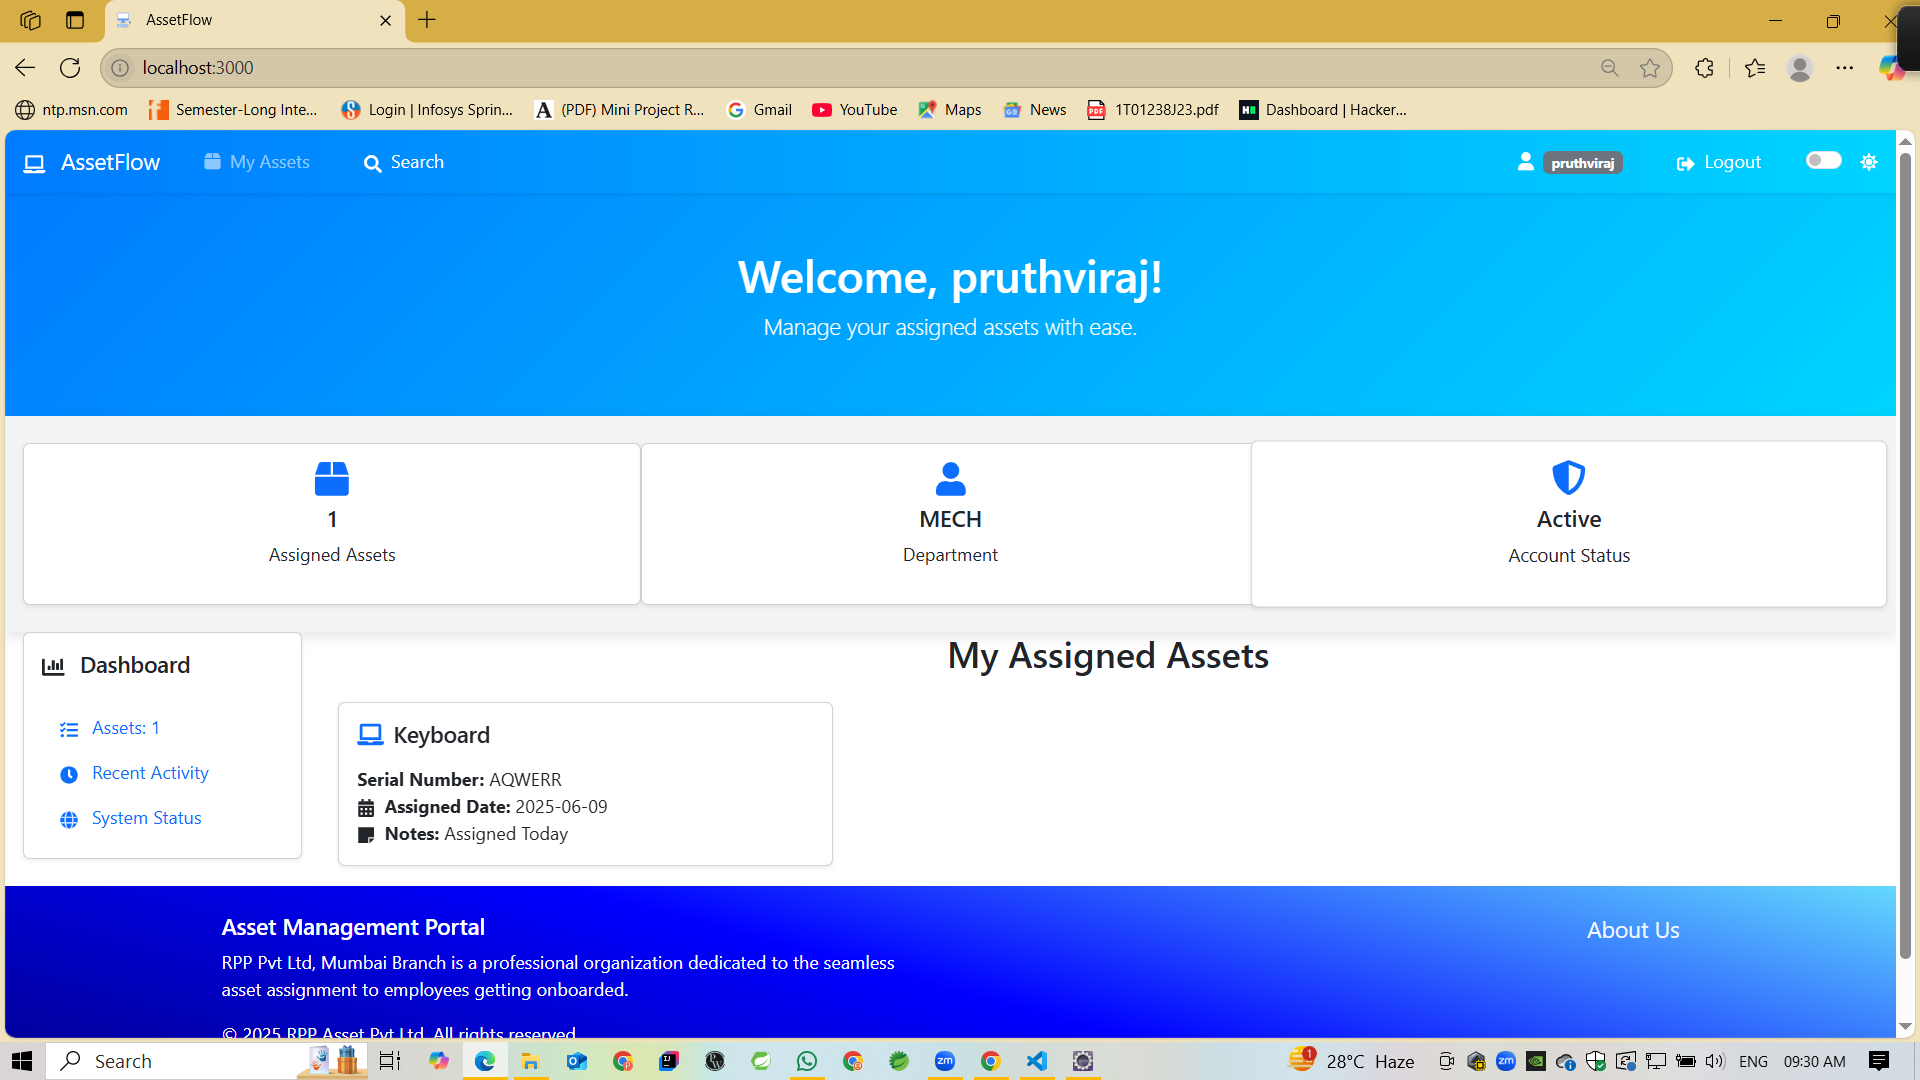 AssetFlow
localhost:3000
ntp.msn.com
Semester-Long Inte...
Login | Infosys Sprin...
(PDF) Mini Project R...
Gmail
YouTube
Maps
News
1T01238J23.pdf
Dashboard | Hacker...
AssetFlow
My Assets
Search
pruthviraj
Logout
Welcome, pruthviraj!
Manage your assigned assets with ease.
1
Assigned Assets
MECH
Department
Active
Account Status
Dashboard
Assets: 1
Recent Activity
System Status
My Assigned Assets
Keyboard
Serial Number: AQWERR
Assigned Date: 2025-06-09
Notes: Assigned Today
Asset Management Portal
RPP Pvt Ltd, Mumbai Branch is a professional organization dedicated to the seamless
asset assignment to employees getting onboarded.
© 2025 RPP Asset Pvt Ltd. All rights reserved
About Us
Search
1
28°C Haze
ENG
09:30 AM